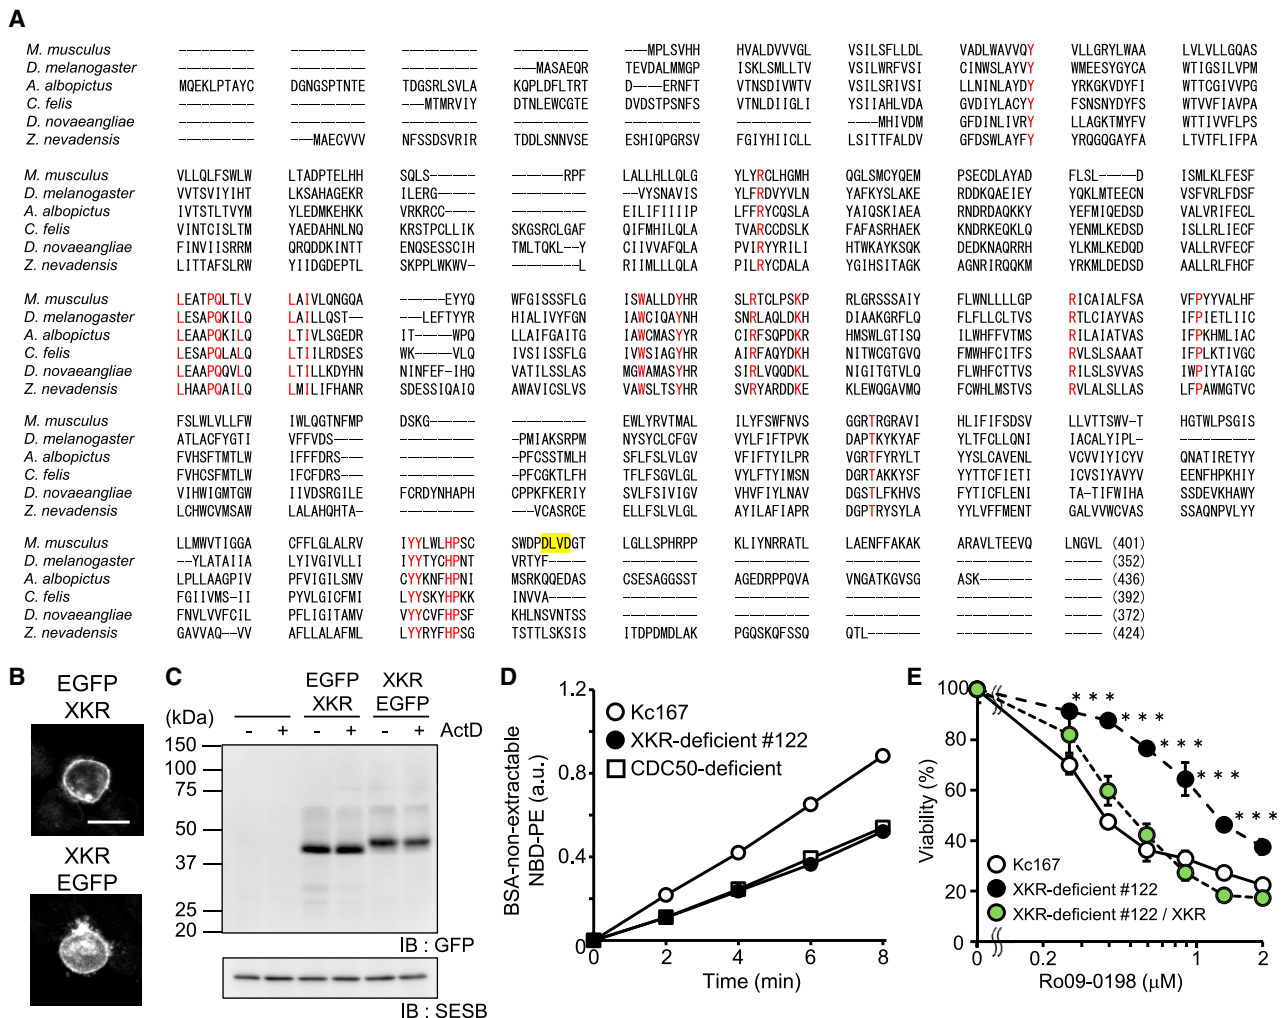 A
M. musculus ---------- ---------- ---------- ---------- ---MPLSVHH HVALDVVVGL VSILSFLLDL VADLWAVVQY VLLGRYLWAA LVLVLLGQAS
D. melanogaster ---------- ---------- ---------- ---MASAEQR TEVDALMMGP ISKLSMLLTV VSILWRFVSI CINWSLAYVY WMEESYGYCA WTIGSILVPM
A. albopictus MQEKLPTAYC DGNGSPTNTE TDGSRLSVLA KQPLDFLTRT D---ERNFT VTNSDIVWTV VSILSRIVSI LLNINLAYDY YRKGKVDYFI WTTCGIVVPG
C. felis ---------- ---------- ---MTMRVIY DTNLEWCGTE DVDSTPSNFS VTNLDIIGLI YSIIAHLVDA GVDIYLACYY FSNSNYDYFS WTVVFIAVPA
D. novaeangliae ---------- ---------- ---------- ---------- ---------- ----MHIVDM GFDINLIVRY LLAGKTMYFV WTTIVVFLPS
Z. nevadensis ---------- ---MAECVVV NFSSDSVRIR TDDLSNNVSE ESHIQPGRSV FGIYHIICLL LSITTFALDV GFDSWLAYFY YRQGQGAYFA LTVTFLIFPA
M. musculus VLLQLFSWLW LTADPTELHH SQLS------ -------RPF LALLHLLQLG YLYRCLHGMH QGLSMCYQEM PSECDLAYAD FLSL-----D ISMLKLFESF
D. melanogaster VVTSVIYIHT LKSAHAGEKR ILERG----- ---------- --VYSNAVIS YLFRDVYVLN YAFKYSLAKE RDDKQAEIEY YQKLMTEECN VSFVRLFDSF
A. albopictus IVTSTLTVYM YLEDMKEHKK VRKRCC---- ---------- EILIFIIIIP LFFRYCQSLA YAIQSKIAEA RNDRDAQKKY YEFMIQEDSD VALVRIFECL
C. felis VINTCISLTM YAEDAHNLNQ KRSTPCLLIK SKGSRCLGAF QIFMHILQLA TVARCCDSLK FAFASRHAEK KNDRKEQKLQ YENMLKEDSD ISLLRLIECF
D. novaeangliae FINVIISRRM QRQDDKINTT ENQSESSCIH TMLTQKL--Y CIIVVAFQLA PVIRYYRILI HTWKAYKSQK DKEDNAQRRH YLKMLKEDQD VALLRVFECF
Z. nevadensis LITTAFSLRW YIIDGDEPTL SKPPLWKWV- ---------L RIIMLLLQLA PILRYCDALA YGIHSITAGK AGNRIRQQKM YRYMLKEDSD AALLRLFHCF
M. musculus LEATPQLTLV LAIVLQNGQA -----EYYQ WFGISSSFLG ISWALLDYHR SLRTCLPSKP RLGRSSSAIY FLWNLLLLGP RICAIALFSA VFPYYVALHF
D. melanogaster LESAPQKILQ LAILLQST-- ---LEFTYYR HIALIVYFGN IAWCIQAYNH SNRLAQLDKH DIAAKGRFLQ FLFLLCLTVS RTLCIAYVAS IFPIETLIIC
A. albopictus LEAAPQKILQ LTIVLSGEDR IT----WPQ LLAIFGAITG IAWCMASYYR CIRFSQPDKR HMSWLGTISQ ILWHFFVTMS RILAIATVAS IFPKHMLIAC
C. felis LESAPQLALQ LTIILRDSES WK-----VLQ IVSIISSFLG IVWSIAGYHR AIRFAQYDKH NITWCGTGVQ FMWHFCITFS RVLSLSAAAT IFPLKTIVGC
D. novaeangliae LEAAPQQVLQ LTILLKDYHN NINFEF-IHQ VATILSSLAS MGWAMASYHR SIRLVQQDKL NIGITGTVLQ FLWHFCTTVS RILSLSVVAS IWPIYTAIGC
Z. nevadensis LHAAPQAILQ LMILIFHANR SDESSIQAIQ AWAVICSLVS VAWSLTSYHR SVRYARDDKE KLEWQGAVMQ FCWHLMSTVS RVLALSLLAS LFPAWMGTVC
M. musculus FSLWLVLLFW IWLQGTNFMP DSKG------ ---------- EWLYRVTMAL ILYFSWFNVS GGRTRGRAVI HLIFIFSDSV LLVTTSWV-T HGTWLPSGIS
D. melanogaster ATLACFYGTI VFFVDS---- ---------- -PMIAKSRPM NYSYCLCFGV VYLFIFTPVK DAPTKYKYAF YLTFCLLQNI IACALYIPL- ----------
A. albopictus FVHSFTMTLW IFFFDRS--- ---------- -PFCSSTMLH SFLFSLVLGV VFIFTYILIP LGRTFYRYLT YYSLCAVENL VCVVIYICYV QNATIRETYY
C. felis FVHCSFMTLW IFCFDRS--- ---------- -PFCGKTLFH TFLFSGVLGL VYLFTYIMSN DGRTAKKYSF YYTTCFIETI ICVSIYAVYV EENFHPKHIY
D. novaeangliae VIHWIGMTGW IIVDSRGILE FCRDYNHAPH CPPKFKERIY SVLFSIVIGV VHVFIYLNAV DGSTLFKHVS FYTICFLENI TA-TIFWIHA SSDEVKHAWY
Z. nevadensis LCHWCVMSAW LALAHQHTA- ---------- --VCASRCE ELLFSLVLGL AYILAFIAPR DGPTRYSYLA YYLVFFMENT GALVVWCVAS SSAQNPVLYY
M. musculus LLMWVTIGGA CFFLGLALRV IYYLWLHPSC SWDPDLVDGT LGLLSPHRPP KLIYNRRATL LAENFFAKAK ARAVLTEEVQ LNGVL (401)
D. melanogaster --YLATAIIA LYIVGIVLLI IYYTYCHPNT VRTYF----- ---------- ---------- ---------- ---------- ----- (352)
A. albopictus LPLLAAGPIV PFVIGILSMV CYYKNFHPNI MSRKQQEDAS CSESAGGSST AGEDRPPQVA VNGATKGVSG ASK------- ----- (436)
C. felis FGIIVMS-II PYVLGICFMI LYYSKYHPKK INVVA----- ---------- ---------- ---------- ---------- ----- (392)
D. novaeangliae FNVLVVFCIL PFLIGITAMV VYYCVFHPSF KHLNSVNTSS ---------- ---------- ---------- ---------- ----- (372)
Z. nevadensis GAVVAQ--VV AFLLALAFML LYYRYFHPSG TSTTLSKSIS ITDPDMDLAK PGQSKQFSSQ QTL------- ---------- ----- (424)
B
EGFP
XKR
XKR
EGFP
C
EGFP XKR
XKR EGFP
(kDa)
- + - + - + ActD
150
100
75
50
37
25
20
IB : GFP
IB : SESB
D
BSA-non-extractable
NBD-PE (a.u.)
1.2
0.8
0.4
0
Kc167
XKR-deficient #122
CDC50-deficient
0 2 4 6 8
Time (min)
E
Viability (%)
100
80
60
40
20
0
* * *
* * *
* * *
* * *
* * *
Kc167
XKR-deficient #122
XKR-deficient #122 / XKR
0 0.2 1 2
Ro09-0198 (μM)